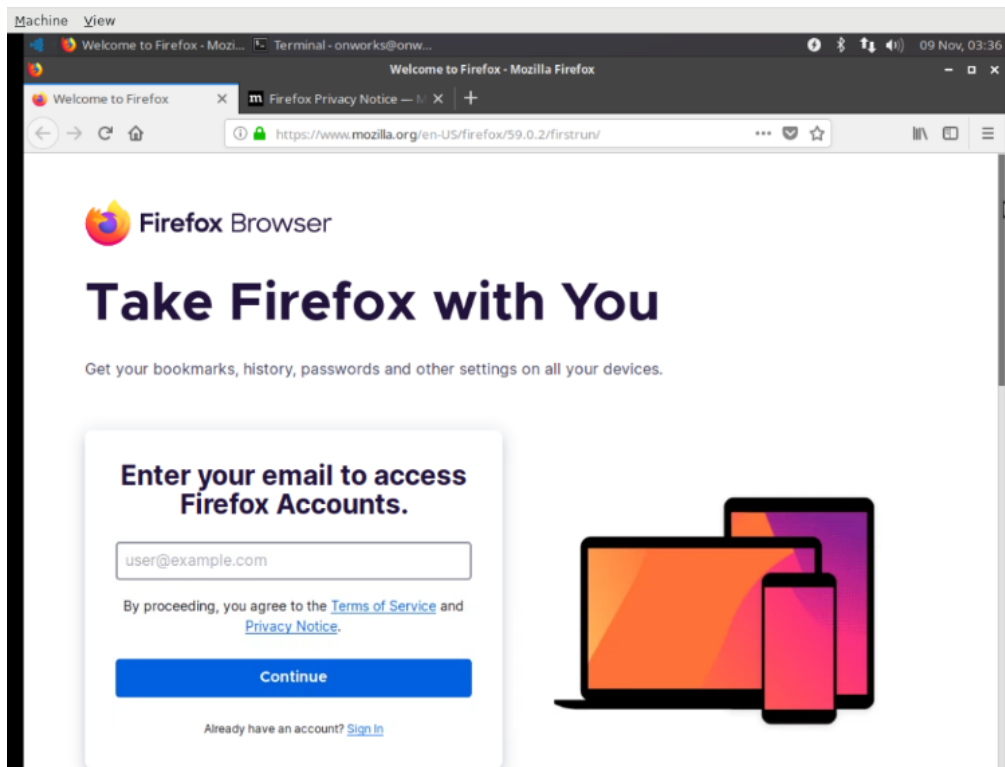 Machine View
Welcome to Firefox - Mozi... Terminal - onworks@onw... 09 Nov, 03:36
Welcome to Firefox - Mozilla Firefox
Welcome to Firefox Firefox Privacy Notice — M
https://www.mozilla.org/en-US/firefox/59.0.2/firstrun/
Firefox Browser
Take Firefox with You
Get your bookmarks, history, passwords and other settings on all your devices.
Enter your email to access
Firefox Accounts.
user@example.com
By proceeding, you agree to the Terms of Service and
Privacy Notice.
Continue
Already have an account? Sign In